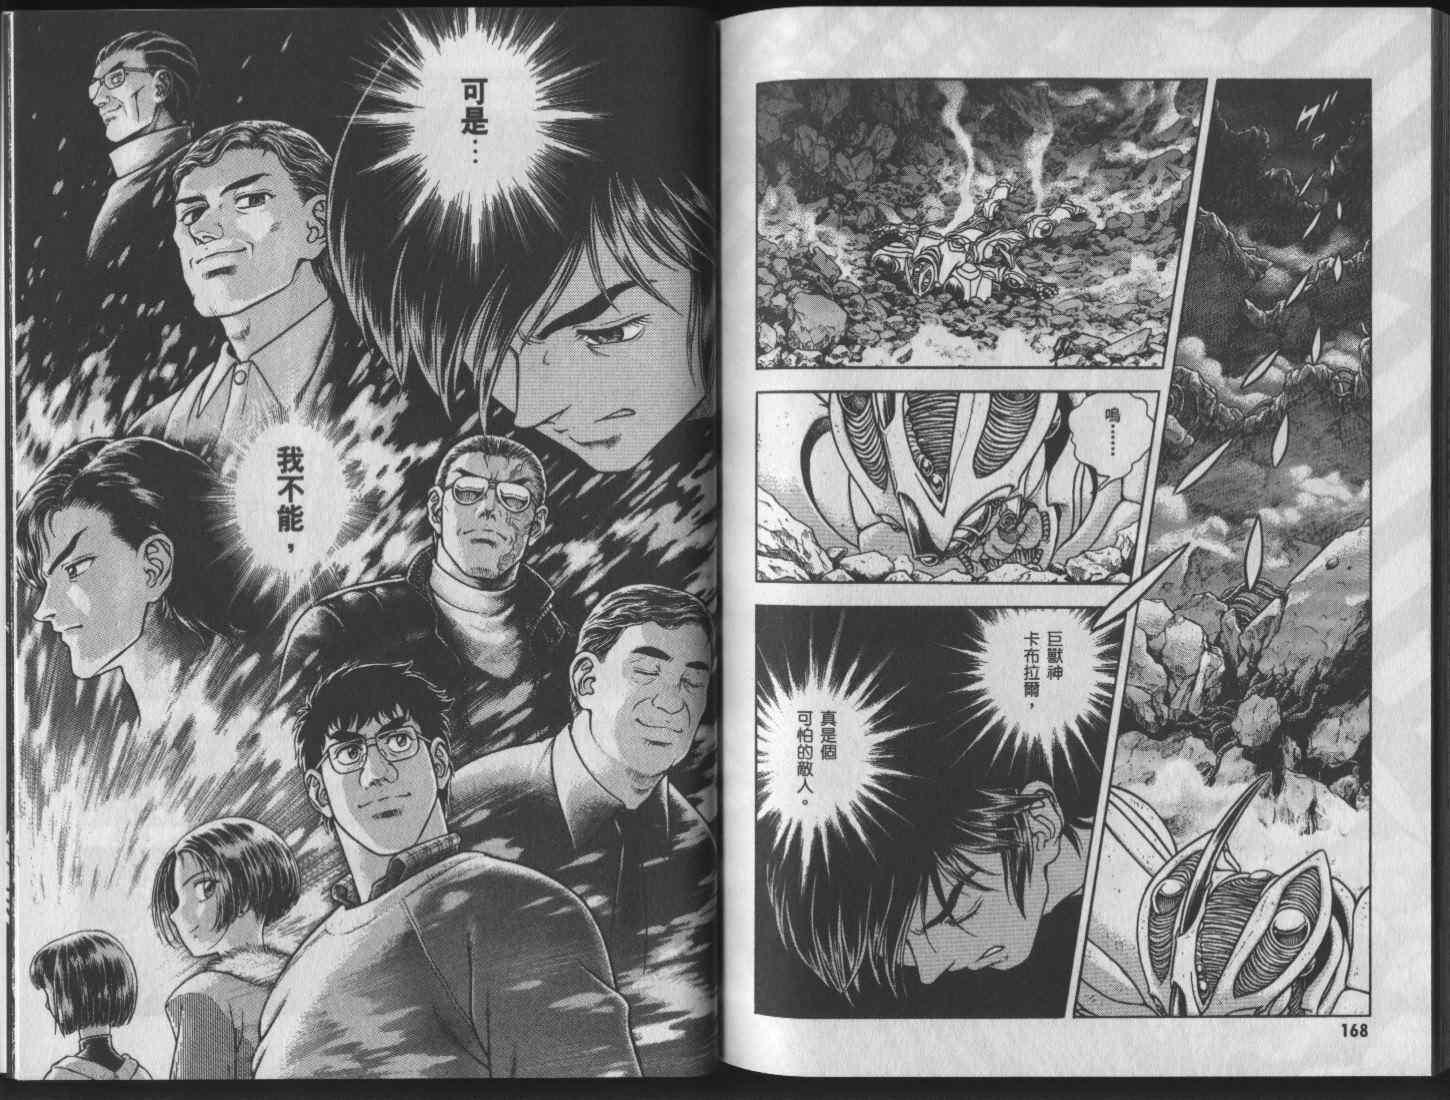 嗚……
巨獸神
卡布拉爾，
真是個
可怕的敵人。
168
可是…
我不能，